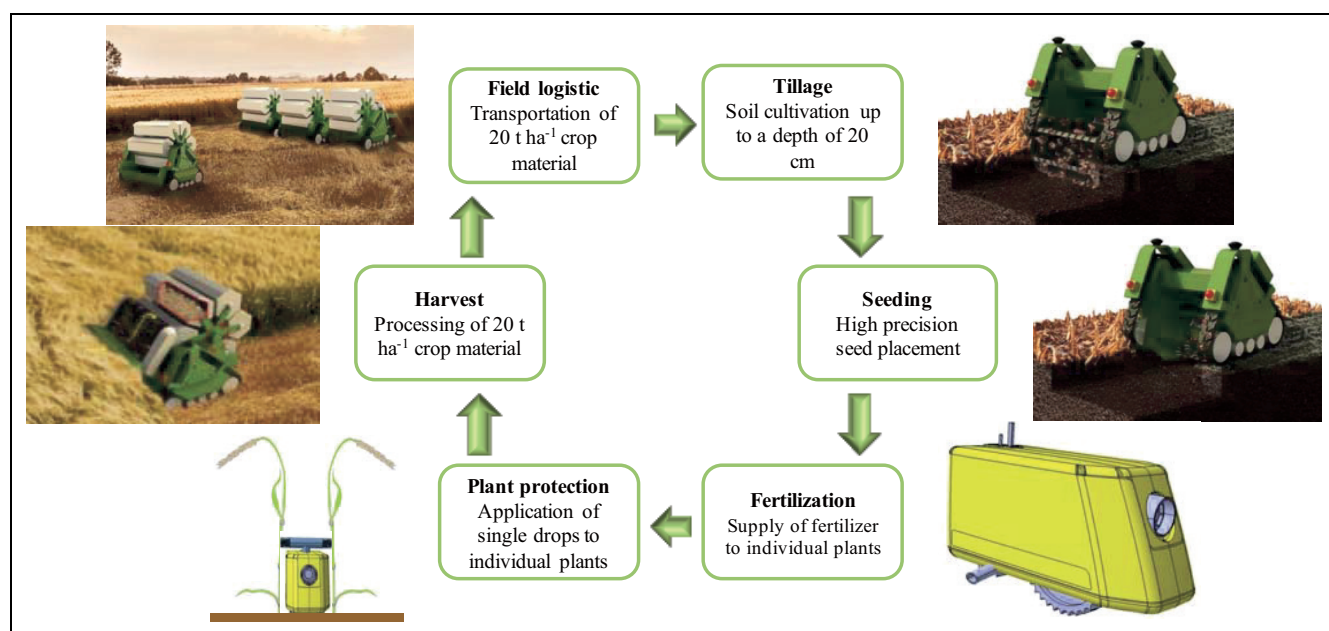 Field logistic
Transportation of
20 t ha⁻¹ crop
material
Tillage
Soil cultivation up
to a depth of 20
cm
Seeding
High precision
seed placement
Fertilization
Supply of fertilizer
to individual plants
Plant protection
Application of
single drops to
individual plants
Harvest
Processing of 20 t
ha⁻¹ crop material